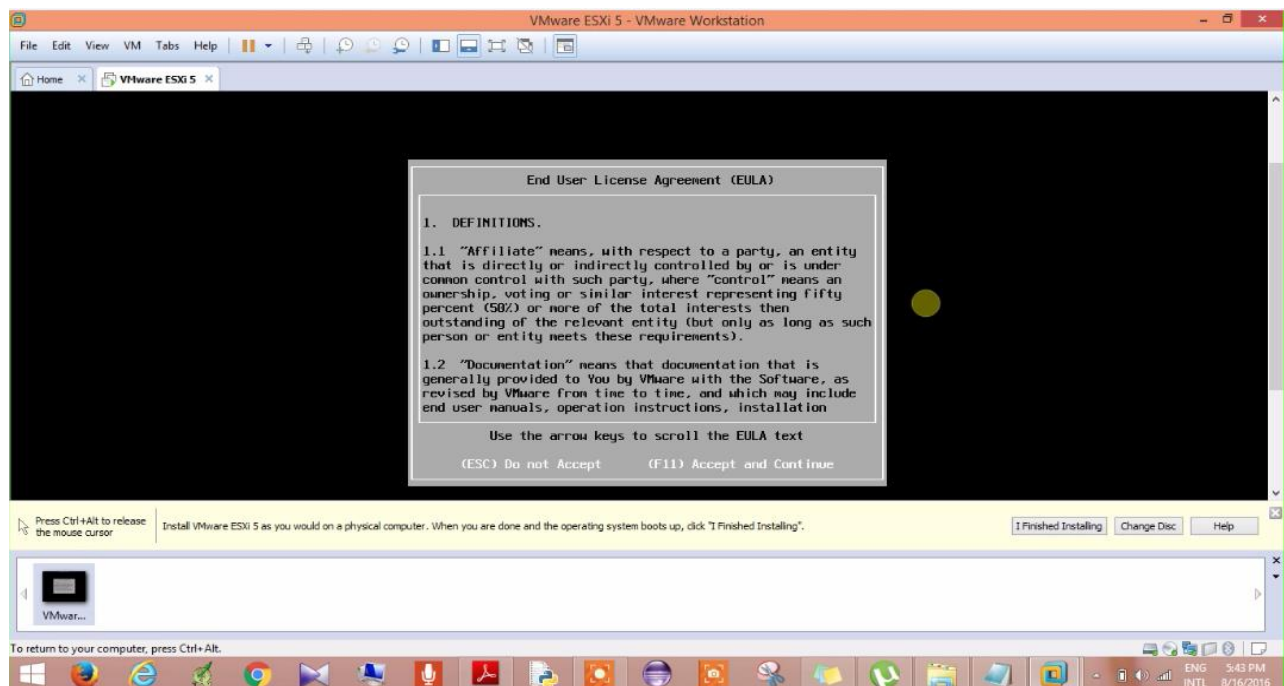 VMware ESXi 5 - VMware Workstation
File Edit View VM Tabs Help
Home VMware ESXi 5
End User License Agreement (EULA)
1. DEFINITIONS.
1.1 "Affiliate" means, with respect to a party, an entity
that is directly or indirectly controlled by or is under
common control with such party, where "control" means an
ownership, voting or similar interest representing fifty
percent (50%) or more of the total interests then
outstanding of the relevant entity (but only as long as such
person or entity meets these requirements).
1.2 "Documentation" means that documentation that is
generally provided to You by VMware with the Software, as
revised by VMware from time to time, and which may include
end user manuals, operation instructions, installation
Use the arrow keys to scroll the EULA text
(ESC) Do not Accept (F11) Accept and Continue
Press Ctrl+Alt to release
the mouse cursor
Install VMware ESXi 5 as you would on a physical computer. When you are done and the operating system boots up, click "I Finished Installing".
I Finished Installing Change Disc Help
VMwar...
To return to your computer, press Ctrl+Alt.
ENG 5:43 PM
INTL 8/16/2016